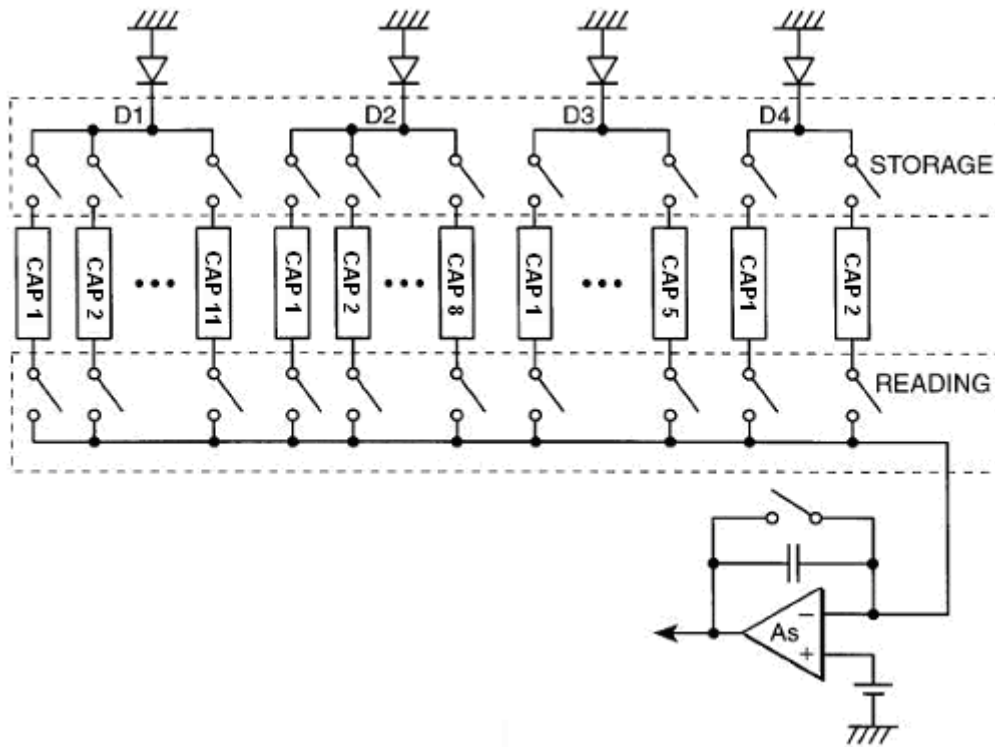 D1 D2 D3 D4
STORAGE
CAP 1 CAP 2 ••• CAP 11 CAP 1 CAP 2 ••• CAP 8 CAP 1 ••• CAP 5 CAP1 CAP 2
READING
As
−
+